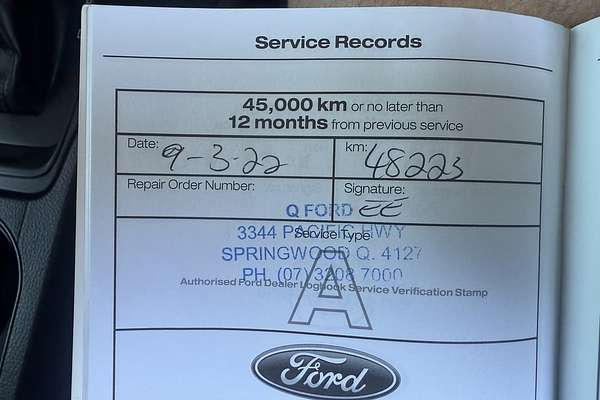 Service Records
45,000 km or no later than
12 months from previous service
Date: 9-3-22 km: 48223
Repair Order Number: Signature: EE
Q FORD
3344 PACIFIC HWY
Service Type
SPRINGWOOD Q. 4127
PH. (07) 3208 7000
Authorised Ford Dealer Logbook Service Verification Stamp
A
Ford